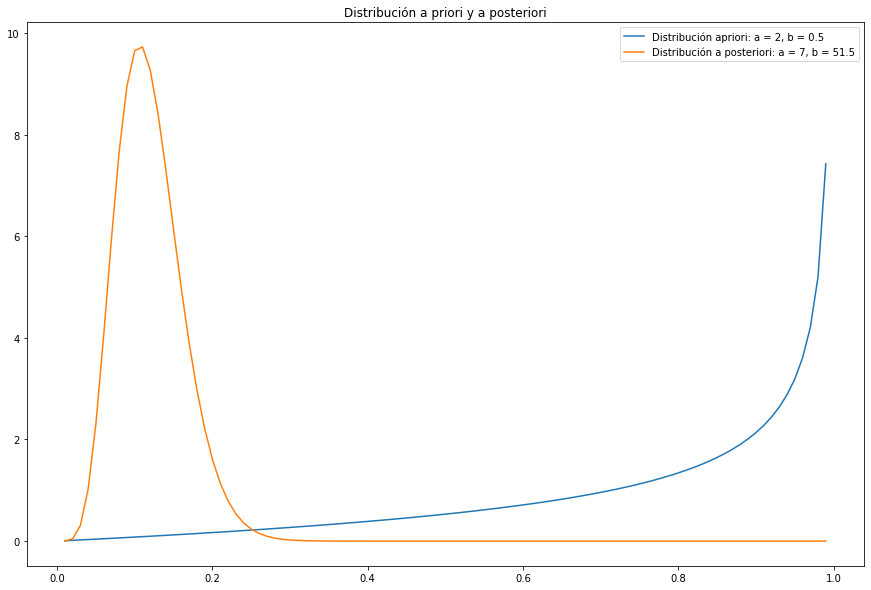 Distribución a priori y a posteriori
Distribución apriori: a = 2, b = 0.5
Distribución a posteriori: a = 7, b = 51.5
10
8
6
4
2
0
0.0 0.2 0.4 0.6 0.8 1.0